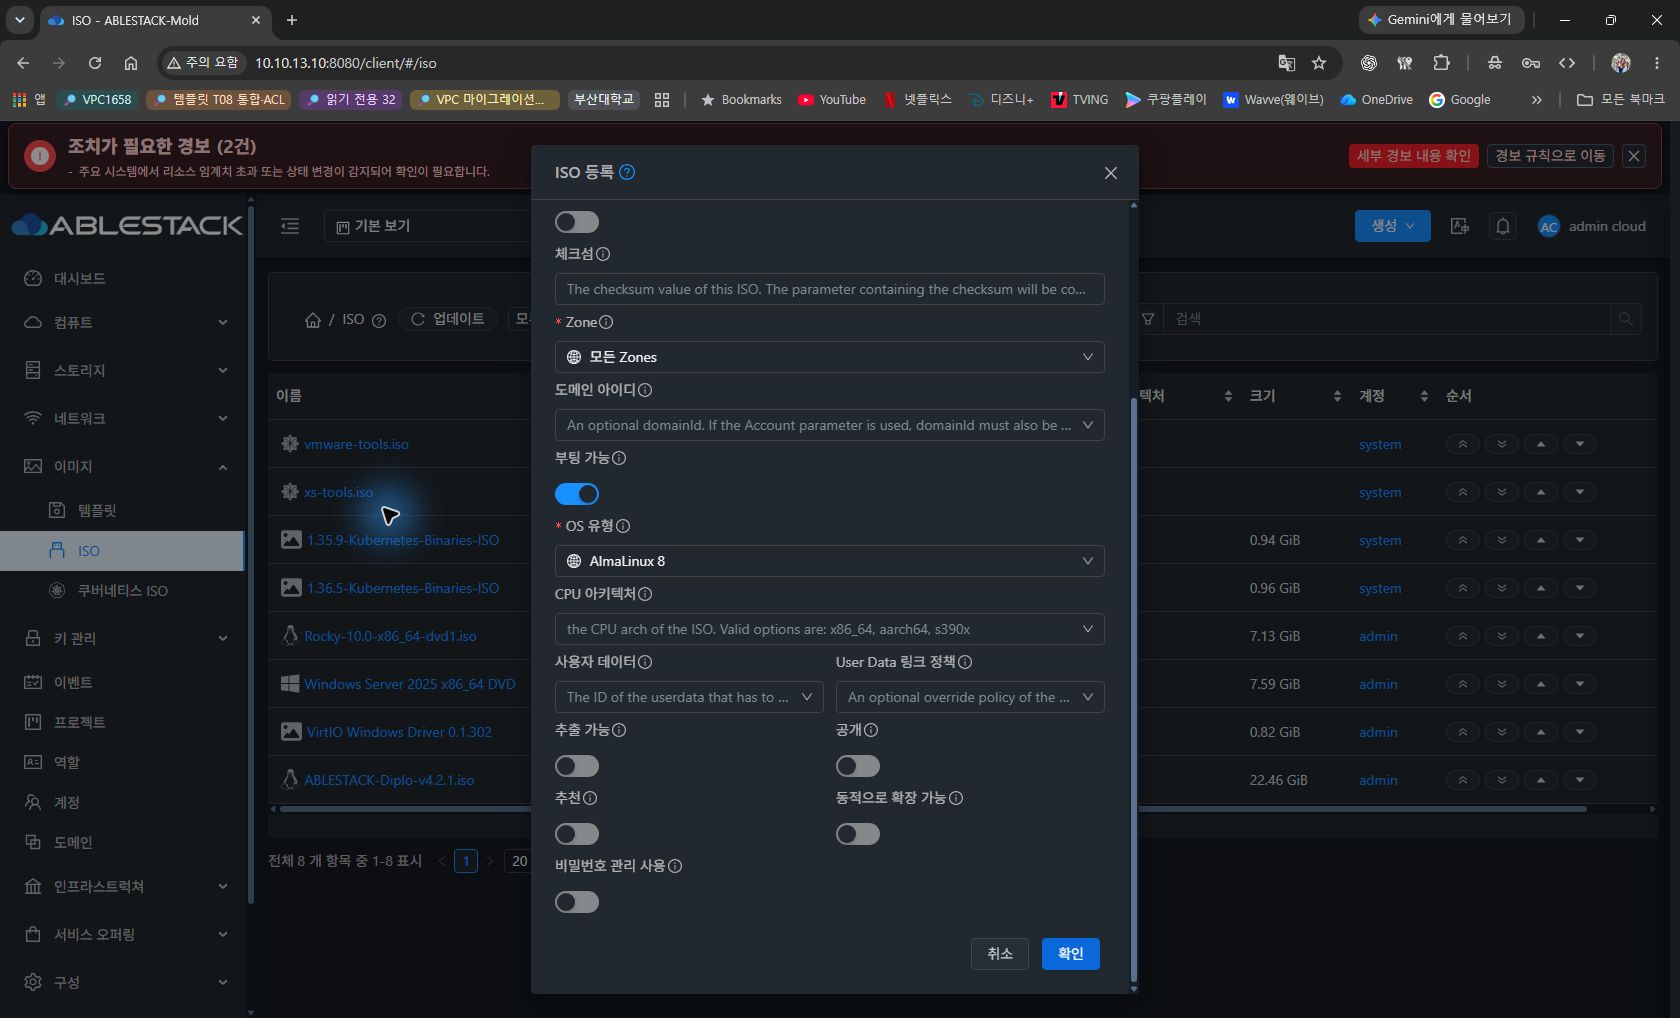 ISO - ABLESTACK-Mold
Gemini에게 물어보기
주의 요함
10.10.13.10:8080/client/#/iso
앱
VPC1658
템플릿 T08 통합·ACL
읽기 전용 32
VPC 마이그레이션...
부산대학교
Bookmarks
YouTube
넷플릭스
디즈니+
TVING
쿠팡플레이
Wavve(웨이브)
OneDrive
Google
모든 북마크
조치가 필요한 경보 (2건)
- 주요 시스템에서 리소스 임계치 초과 또는 상태 변경이 감지되어 확인이 필요합니다.
세부 경보 내용 확인
경보 규칙으로 이동
ABLESTACK
기본 보기
생성
AC
admin cloud
대시보드
컴퓨트
스토리지
네트워크
이미지
템플릿
ISO
쿠버네티스 ISO
키 관리
이벤트
프로젝트
역할
계정
도메인
인프라스트럭쳐
서비스 오퍼링
구성
/ ISO
업데이트
모
검색
이름
텍처
크기
계정
순서
vmware-tools.iso
system
xs-tools.iso
system
1.35.9-Kubernetes-Binaries-ISO
0.94 GiB
system
1.36.5-Kubernetes-Binaries-ISO
0.96 GiB
system
Rocky-10.0-x86_64-dvd1.iso
7.13 GiB
admin
Windows Server 2025 x86_64 DVD
7.59 GiB
admin
VirtIO Windows Driver 0.1.302
0.82 GiB
admin
ABLESTACK-Diplo-v4.2.1.iso
22.46 GiB
admin
전체 8 개 항목 중 1-8 표시
1
20
ISO 등록
체크섬
The checksum value of this ISO. The parameter containing the checksum will be co...
* Zone
모든 Zones
도메인 아이디
An optional domainId. If the Account parameter is used, domainId must also be ...
부팅 가능
* OS 유형
AlmaLinux 8
CPU 아키텍처
the CPU arch of the ISO. Valid options are: x86_64, aarch64, s390x
사용자 데이터
User Data 링크 정책
The ID of the userdata that has to ...
An optional override policy of the ...
추출 가능
공개
추천
동적으로 확장 가능
비밀번호 관리 사용
취소
확인